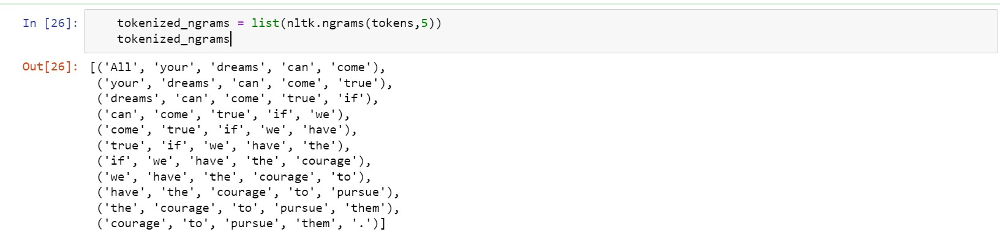 In [26]: tokenized_ngrams = list(nltk.ngrams(tokens,5))
tokenized_ngrams
Out[26]: [('All', 'your', 'dreams', 'can', 'come'),
('your', 'dreams', 'can', 'come', 'true'),
('dreams', 'can', 'come', 'true', 'if'),
('can', 'come', 'true', 'if', 'we'),
('come', 'true', 'if', 'we', 'have'),
('true', 'if', 'we', 'have', 'the'),
('if', 'we', 'have', 'the', 'courage'),
('we', 'have', 'the', 'courage', 'to'),
('have', 'the', 'courage', 'to', 'pursue'),
('the', 'courage', 'to', 'pursue', 'them'),
('courage', 'to', 'pursue', 'them', '.')]